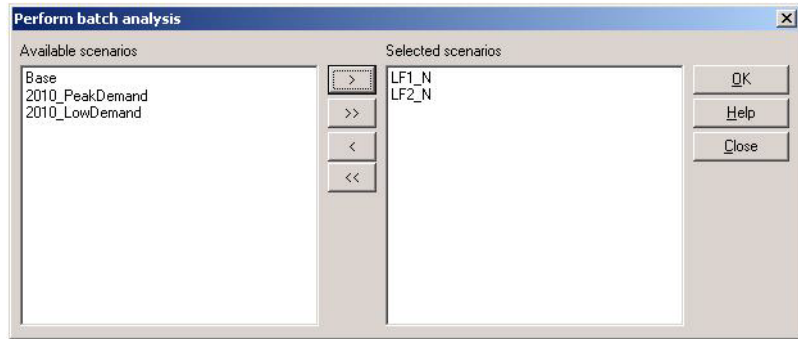 Perform batch analysis
Available scenarios
Base
2010_PeakDemand
2010_LowDemand
>
>>
<
<<
Selected scenarios
LF1_N
LF2_N
OK
Help
Close